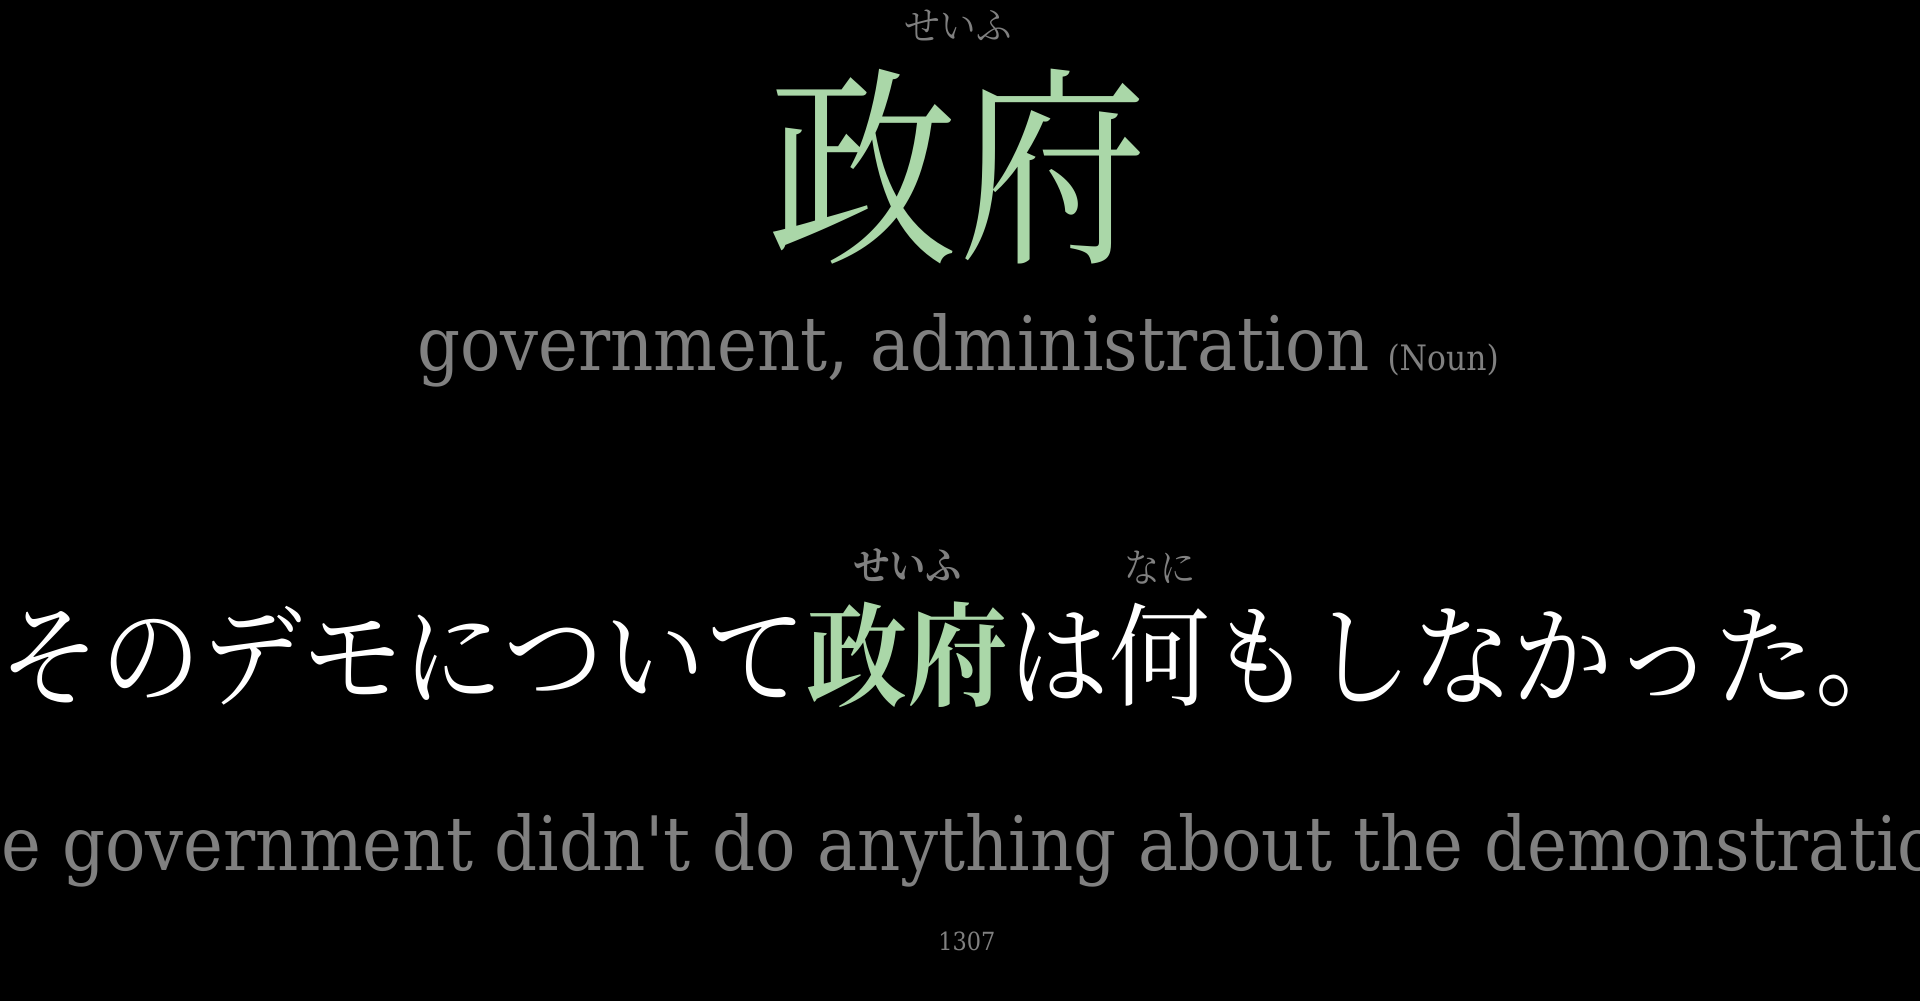 せいふ
政府
government, administration (Noun)
せいふ なに
そのデモについて政府は何もしなかった。
e government didn't do anything about the demonstratio
1307